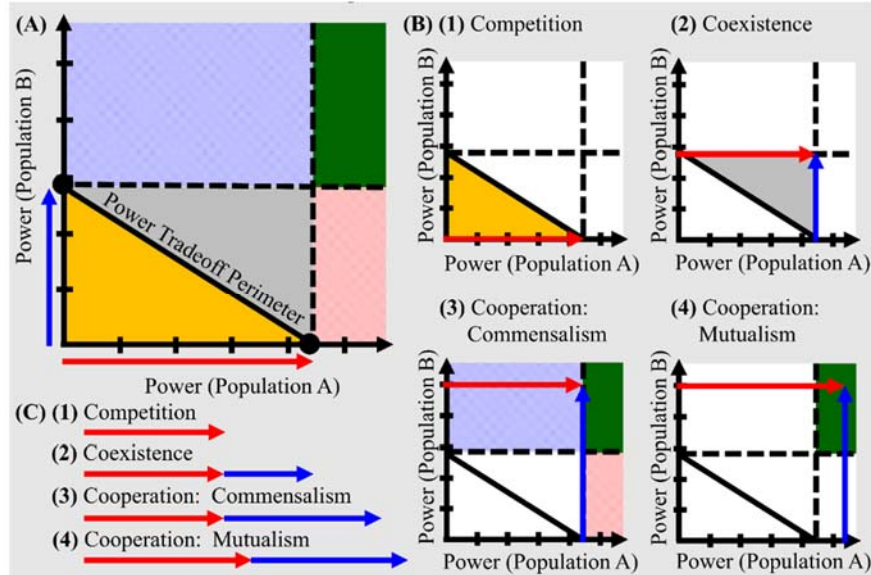 (A)
Power (Population B)
Power Tradeoff Perimeter
Power (Population A)
(B) (1) Competition
Power (Population B)
Power (Population A)
(2) Coexistence
Power (Population B)
Power (Population A)
(3) Cooperation:
Commensalism
Power (Population B)
Power (Population A)
(4) Cooperation:
Mutualism
Power (Population B)
Power (Population A)
(C) (1) Competition
(2) Coexistence
(3) Cooperation: Commensalism
(4) Cooperation: Mutualism